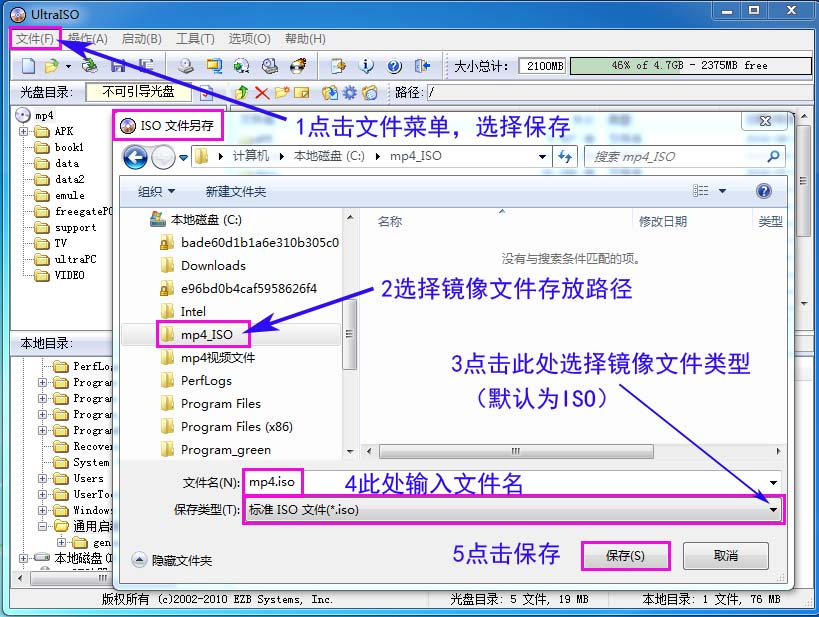 UltraISO
文件(F) 操作(A) 启动(B) 工具(T) 选项(O) 帮助(H)
大小总计: 2100MB 46% of 4.7GB - 2375MB free
光盘目录: 不可引导光盘 路径: /
mp4
APK
book1
data
data2
emule
freegatePC
support
TV
ultraPC
VIDEO
ISO 文件另存
1点击文件菜单，选择保存
计算机 本地磁盘 (C:) mp4_ISO 搜索 mp4_ISO
组织 新建文件夹
本地磁盘 (C:)
bade60d1b1a6e310b305c0
Downloads
e96bd0b4caf5958626f4
Intel
mp4_ISO
mp4视频文件
PerfLogs
Program Files
Program Files (x86)
Program_green
名称 修改日期 类型
没有与搜索条件匹配的项。
2选择镜像文件存放路径
3点击此处选择镜像文件类型
（默认为ISO）
本地目录:
PerfLo
Progra
Progra
Progra
Progra
Recove
System
Users
UserTo
Window
通用启
gen
本地磁盘(
文件名(N): mp4.iso
4此处输入文件名
保存类型(T): 标准 ISO 文件(*.iso)
5点击保存
隐藏文件夹 保存(S) 取消
版权所有 (c)2002-2010 EZB Systems, Inc. 光盘目录: 5 文件, 19 MB 本地目录: 1 文件, 76 MB